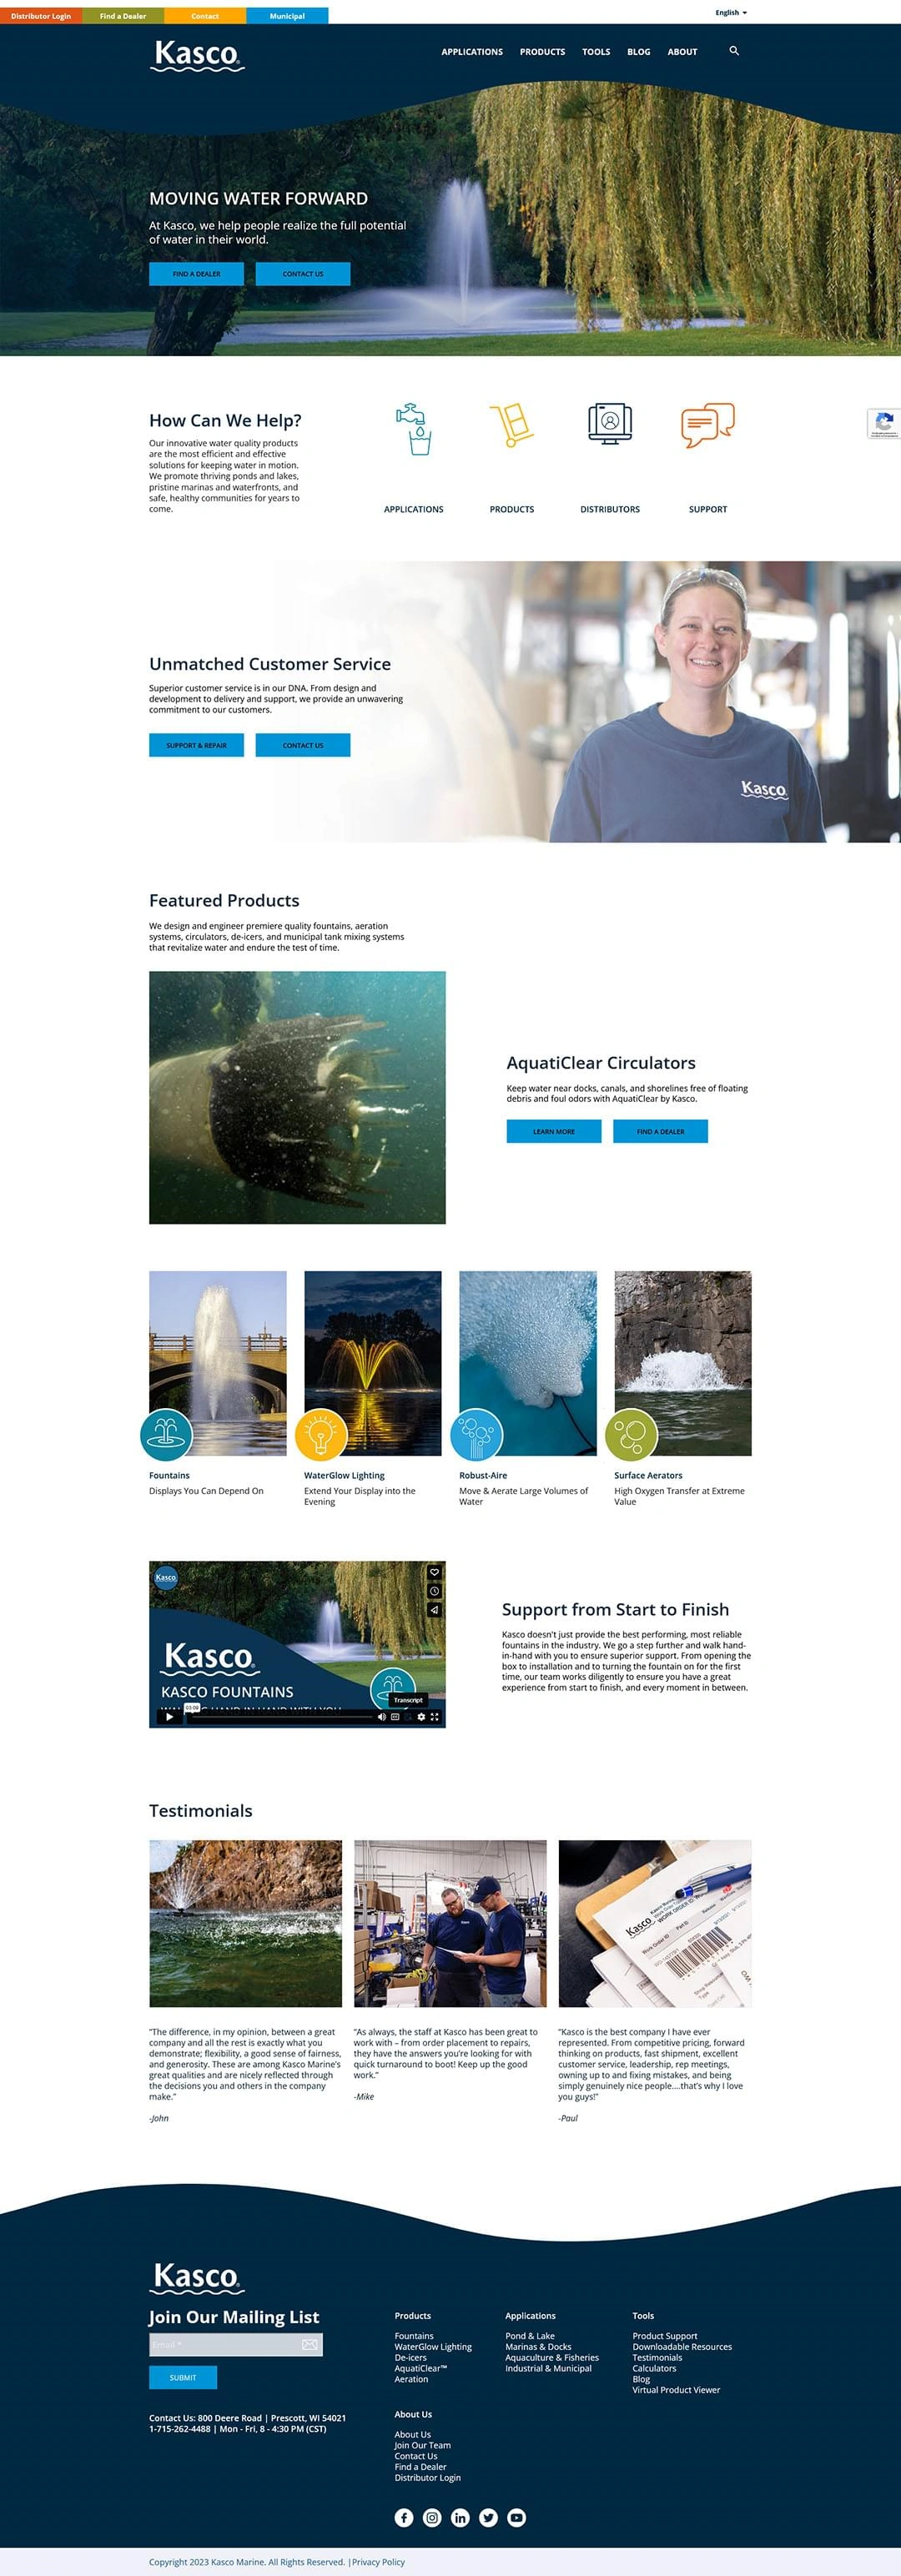 Distributor Login
Find a Dealer
Contact
Municipal
English
Kasco
APPLICATIONS
PRODUCTS
TOOLS
BLOG
ABOUT
MOVING WATER FORWARD
At Kasco, we help people realize the full potential
of water in their world.
FIND A DEALER
CONTACT US
How Can We Help?
Our innovative water quality products
are the most efficient and effective
solutions for keeping water in motion.
We promote thriving ponds and lakes,
pristine marinas and waterfronts, and
safe, healthy communities for years to
come.
APPLICATIONS
PRODUCTS
DISTRIBUTORS
SUPPORT
Unmatched Customer Service
Superior customer service is in our DNA. From design and
development to delivery and support, we provide an unwavering
commitment to our customers.
SUPPORT & REPAIR
CONTACT US
Kasco
Featured Products
We design and engineer premiere quality fountains, aeration
systems, circulators, de-icers, and municipal tank mixing systems
that revitalize water and endure the test of time.
AquatiClear Circulators
Keep water near docks, canals, and shorelines free of floating
debris and foul odors with AquatiClear by Kasco.
LEARN MORE
FIND A DEALER
Fountains
Displays You Can Depend On
WaterGlow Lighting
Extend Your Display into the
Evening
Robust-Aire
Move & Aerate Large Volumes of
Water
Surface Aerators
High Oxygen Transfer at Extreme
Value
Kasco
Kasco
KASCO FOUNTAINS
Transcript
03:08
Support from Start to Finish
Kasco doesn't just provide the best performing, most reliable
fountains in the industry. We go a step further and walk hand-
in-hand with you to ensure superior support. From opening the
box to installation and to turning the fountain on for the first
time, our team works diligently to ensure you have a great
experience from start to finish, and every moment in between.
Testimonials
Kasco
WORK ORDER ID
Work Order ID
Part ID
"The difference, in my opinion, between a great
company and all the rest is exactly what you
demonstrate; flexibility, a good sense of fairness,
and generosity. These are among Kasco Marine's
great qualities and are nicely reflected through
the decisions you and others in the company
make."
-John
"As always, the staff at Kasco has been great to
work with – from order placement to repairs,
they have the answers you're looking for with
quick turnaround to boot! Keep up the good
work."
-Mike
"Kasco is the best company I have ever
represented. From competitive pricing, forward
thinking on products, fast shipment, excellent
customer service, leadership, rep meetings,
owning up to and fixing mistakes, and being
simply genuinely nice people....that's why I love
you guys!"
-Paul
Kasco
Join Our Mailing List
Email *
SUBMIT
Contact Us: 800 Deere Road | Prescott, WI 54021
1-715-262-4488 | Mon - Fri, 8 - 4:30 PM (CST)
Products
Fountains
WaterGlow Lighting
De-icers
AquatiClear™
Aeration
Applications
Pond & Lake
Marinas & Docks
Aquaculture & Fisheries
Industrial & Municipal
Tools
Product Support
Downloadable Resources
Testimonials
Calculators
Blog
Virtual Product Viewer
About Us
About Us
Join Our Team
Contact Us
Find a Dealer
Distributor Login
Copyright 2023 Kasco Marine. All Rights Reserved. | Privacy Policy